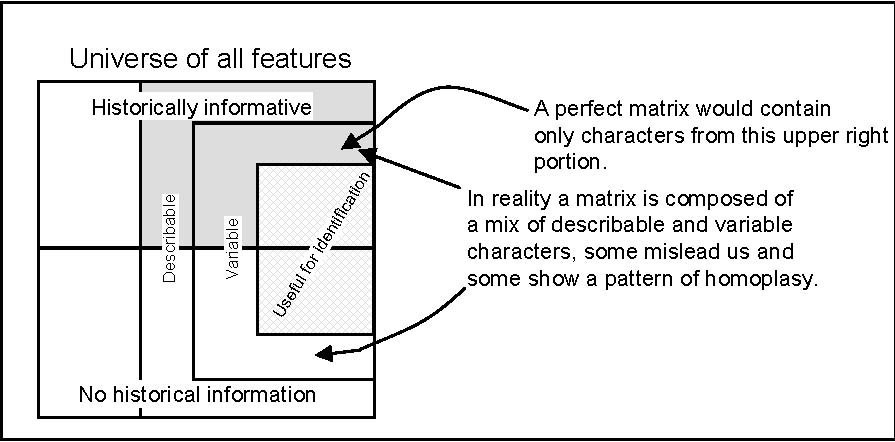 Universe of all features
Historically informative
Describable
Variable
Useful for identification
No historical information
A perfect matrix would contain
only characters from this upper right
portion.
In reality a matrix is composed of
a mix of describable and variable
characters, some mislead us and
some show a pattern of homoplasy.